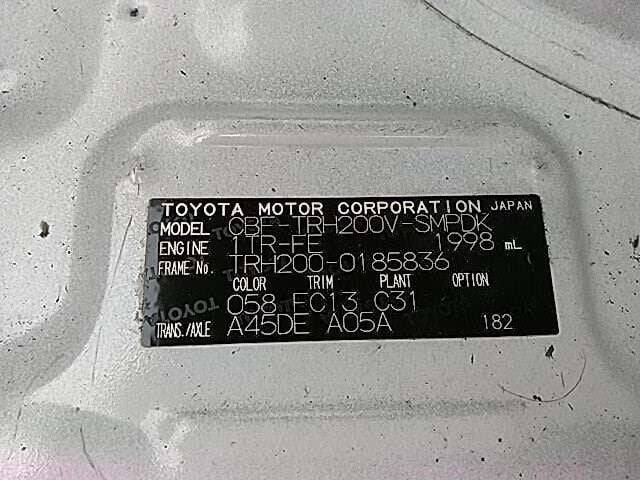 TOYOTA MOTOR CORPORATION JAPAN
MODEL CBF-TRH200V-SMPDK
ENGINE 1TR-FE 1998 mL
FRAME No. TRH200-0185836
COLOR TRIM PLANT OPTION
058 EC13 C31
TRANS./AXLE A45DE A05A 182